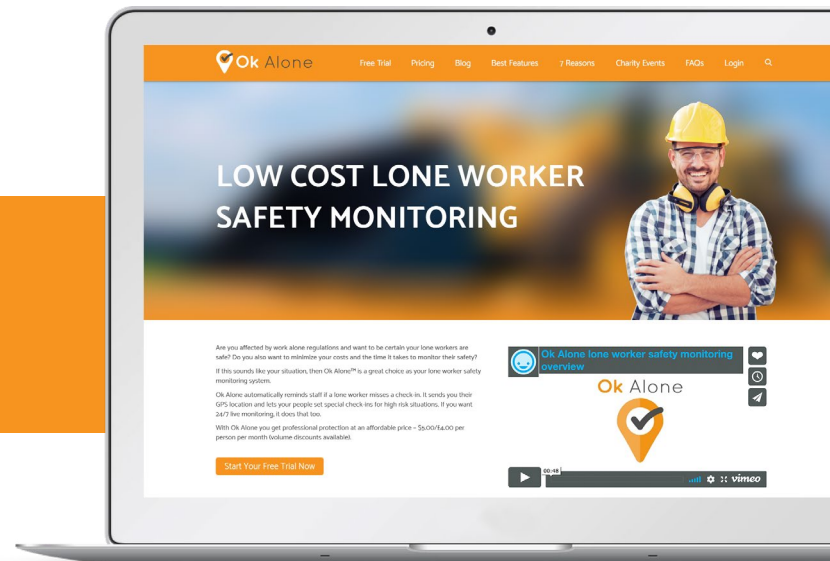 Ok Alone
Free Trial Pricing Blog Best Features 7 Reasons Charity Events FAQs Login
LOW COST LONE WORKER
SAFETY MONITORING
Are you affected by work alone regulations and want to be certain your lone workers are
safe? Do you also want to minimize your costs and the time it takes to monitor their safety?
If this sounds like your situation, then Ok Alone™ is a great choice as your lone worker safety
monitoring system.
Ok Alone automatically reminds staff if a lone worker misses a check-in. It sends you their
GPS location and lets your people set special check ins for high risk situations. If you want
24/7 live monitoring, it does that too.
With Ok Alone you get professional protection at an affordable price – $5.00/£4.00 per
person per month (volume discounts available).
Start Your Free Trial Now
Ok Alone lone worker safety monitoring
overview
Ok Alone
00:48
vimeo